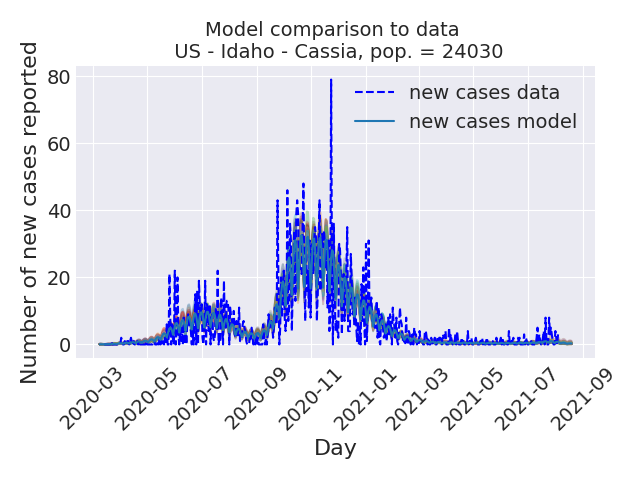 Model comparison to data
US - Idaho - Cassia, pop. = 24030
Number of new cases reported
80
60
40
20
0
new cases data
new cases model
2020-03
2020-05
2020-07
2020-09
2020-11
2021-01
2021-03
2021-05
2021-07
2021-09
Day